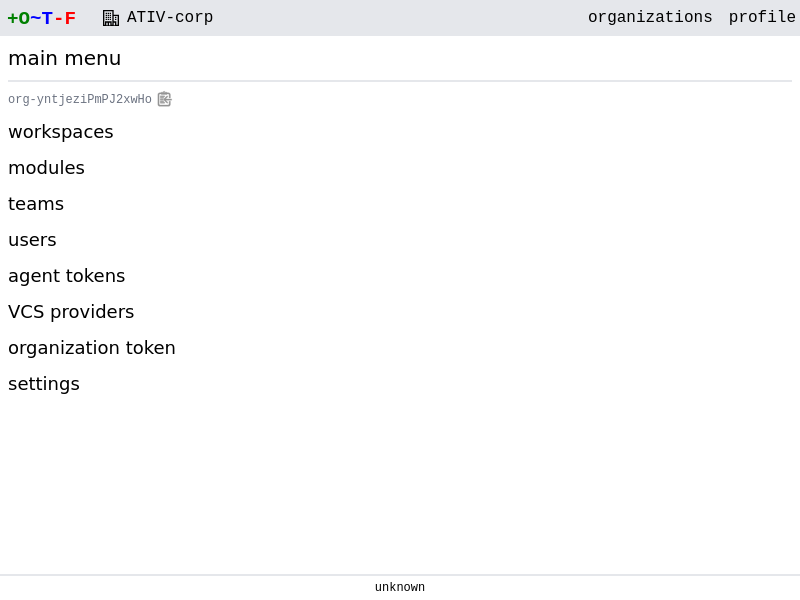 +O~T-F ATIV-corp organizations profile
main menu
org-yntjeziPmPJ2xwHo
workspaces
modules
teams
users
agent tokens
VCS providers
organization token
settings
unknown